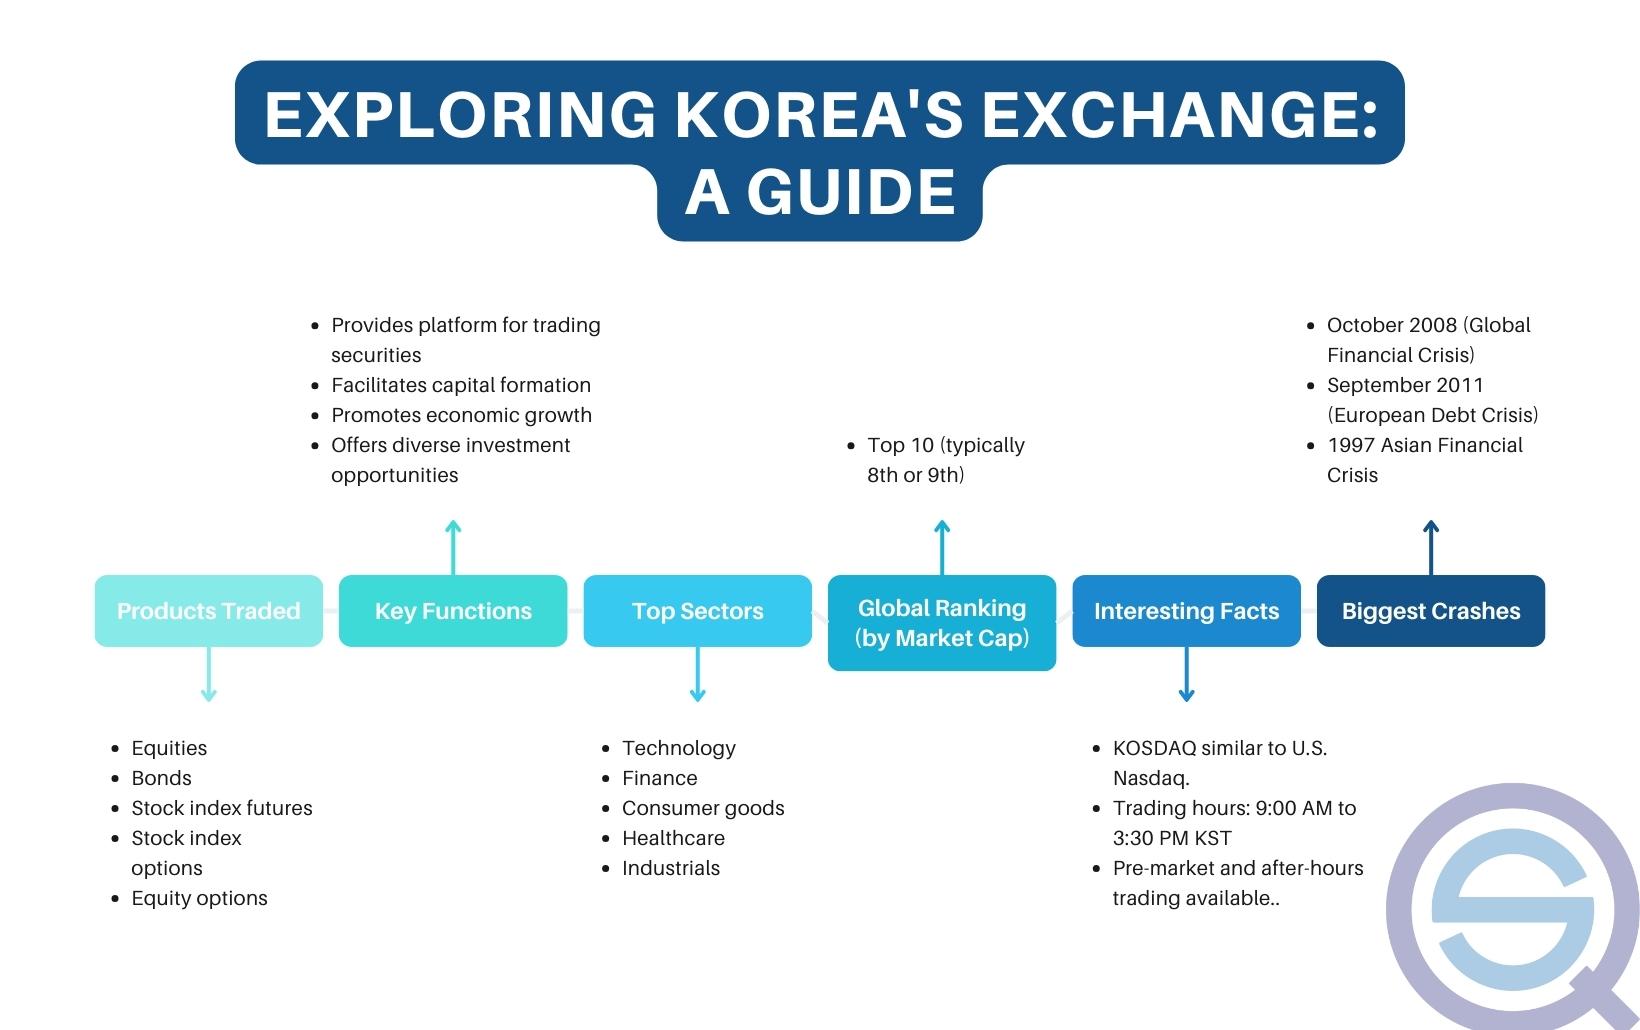 EXPLORING KOREA'S EXCHANGE:
A GUIDE
Provides platform for trading
securities
Facilitates capital formation
Promotes economic growth
Offers diverse investment
opportunities
Top 10 (typically
8th or 9th)
October 2008 (Global
Financial Crisis)
September 2011
(European Debt Crisis)
1997 Asian Financial
Crisis
Products Traded
Key Functions
Top Sectors
Global Ranking
(by Market Cap)
Interesting Facts
Biggest Crashes
Equities
Bonds
Stock index futures
Stock index
options
Equity options
Technology
Finance
Consumer goods
Healthcare
Industrials
KOSDAQ similar to U.S.
Nasdaq.
Trading hours: 9:00 AM to
3:30 PM KST
Pre-market and after-hours
trading available..